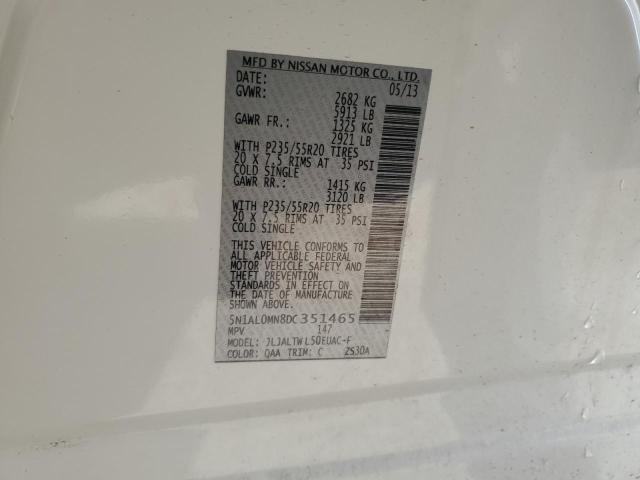 MFD BY NISSAN MOTOR CO., LTD.
DATE: 05/13
GVWR: 2682 KG
5913 LB
GAWR FR.: 1325 KG
2921 LB
WITH P235/55R20 TIRES
20 X 7.5 RIMS AT 35 PSI
COLD SINGLE
GAWR RR.: 1415 KG
3120 LB
WITH P235/55R20 TIRES
20 X 7.5 RIMS AT 35 PSI
COLD SINGLE
THIS VEHICLE CONFORMS TO
ALL APPLICABLE FEDERAL
MOTOR VEHICLE SAFETY AND
THEFT PREVENTION
STANDARDS IN EFFECT ON
THE DATE OF MANUFACTURE
SHOWN ABOVE.
5N1AL0MN8DC351465
MPV 147
MODEL: JLJALTWL50EUAC-F
COLOR: QAA TRIM: C ZS30A